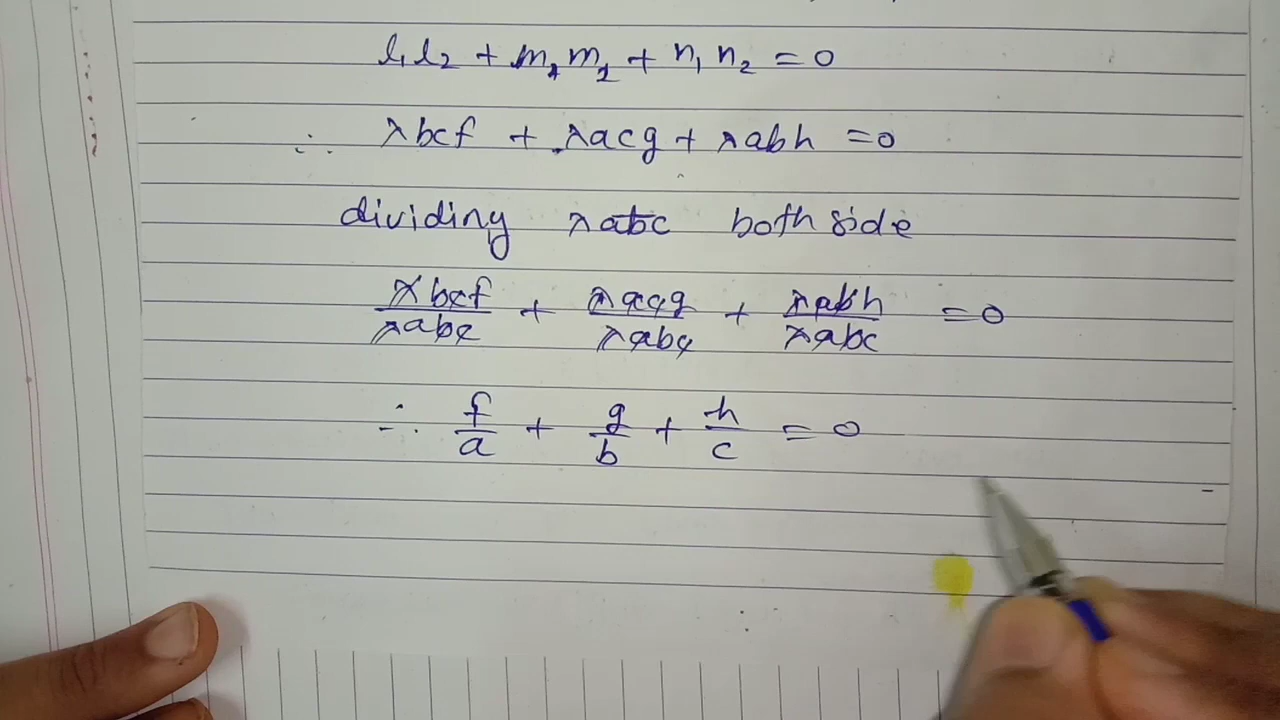 l₁l₂ + m₁m₂ + n₁n₂ = 0
∴ λbcf + λacg + λabh = 0
dividing λabc both side
λbcf/λabc + λacg/λabc + λabh/λabc = 0
∴ f/a + g/b + h/c = 0